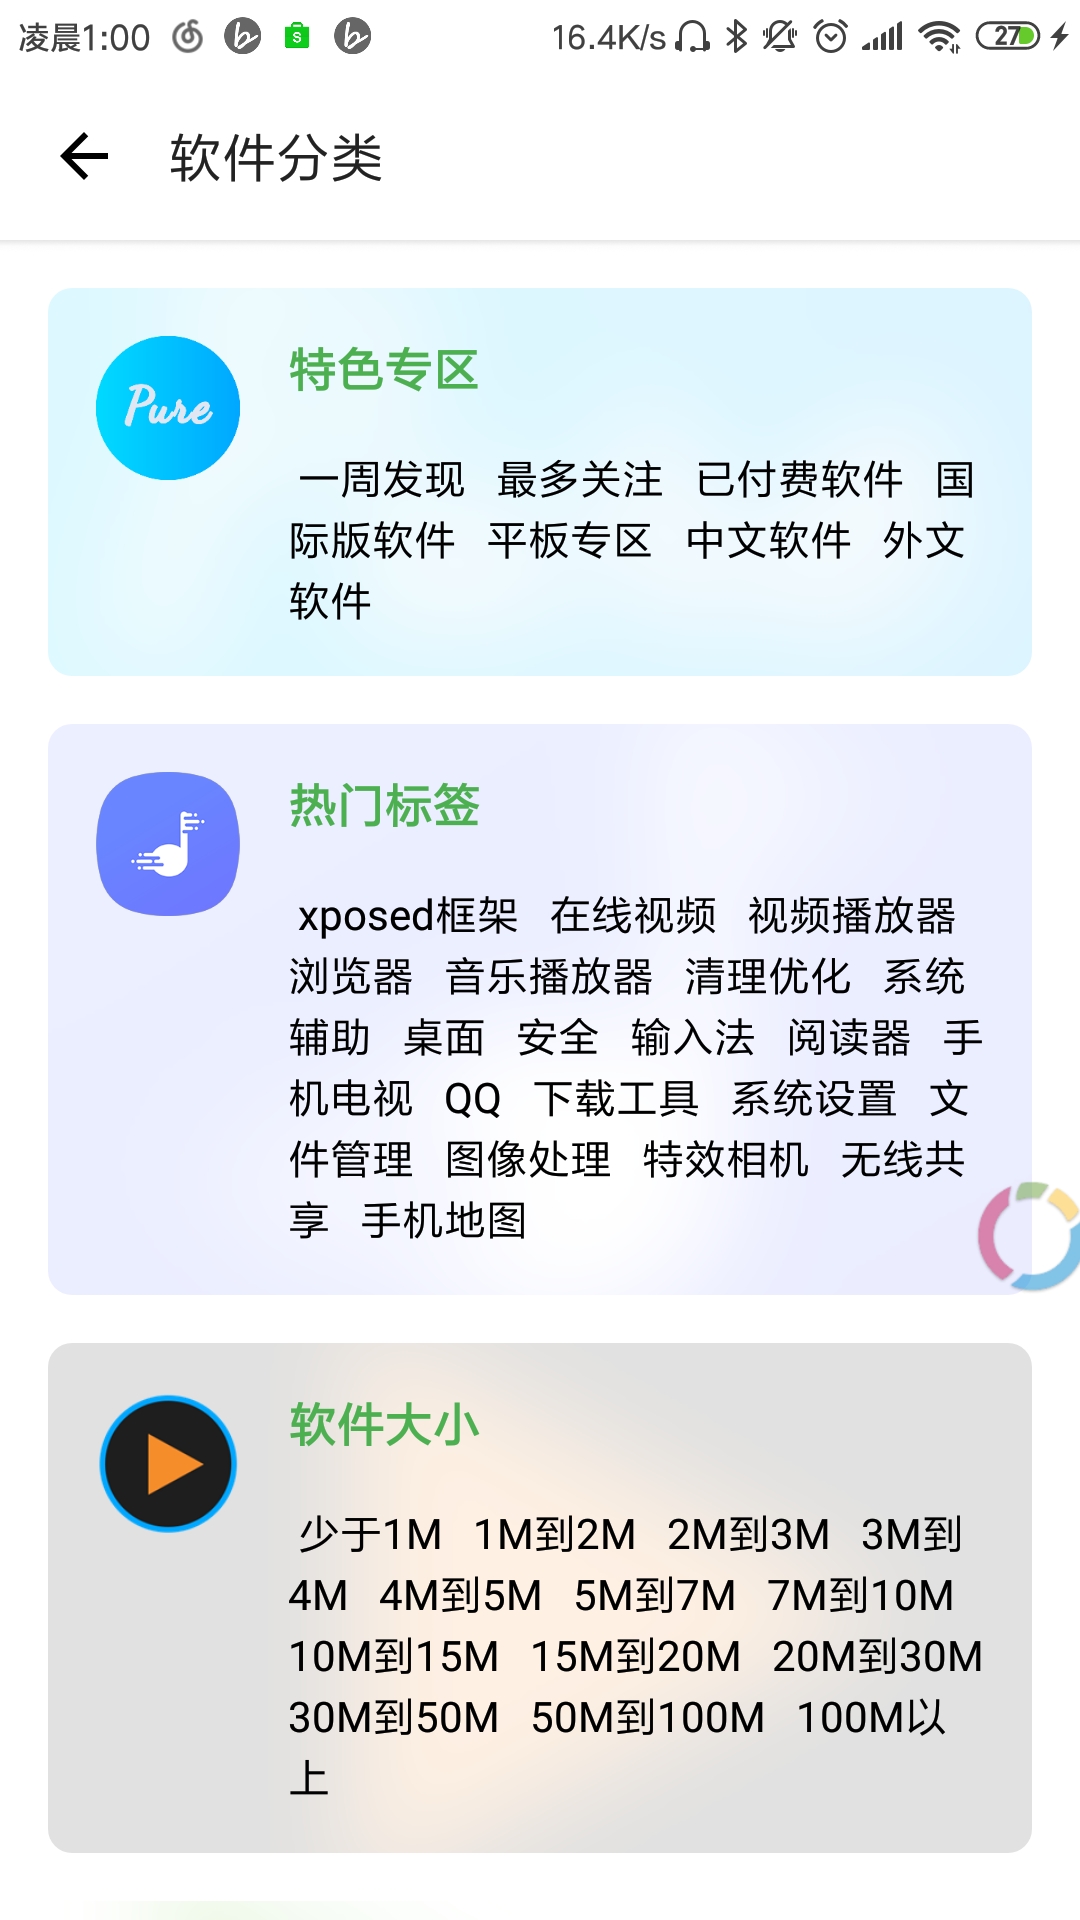 凌晨1:00 16.4K/s 27
软件分类
特色专区
Pure
一周发现 最多关注 已付费软件 国
际版软件 平板专区 中文软件 外文
软件
热门标签
xposed框架 在线视频 视频播放器
浏览器 音乐播放器 清理优化 系统
辅助 桌面 安全 输入法 阅读器 手
机电视 QQ 下载工具 系统设置 文
件管理 图像处理 特效相机 无线共
享 手机地图
软件大小
少于1M 1M到2M 2M到3M 3M到
4M 4M到5M 5M到7M 7M到10M
10M到15M 15M到20M 20M到30M
30M到50M 50M到100M 100M以
上